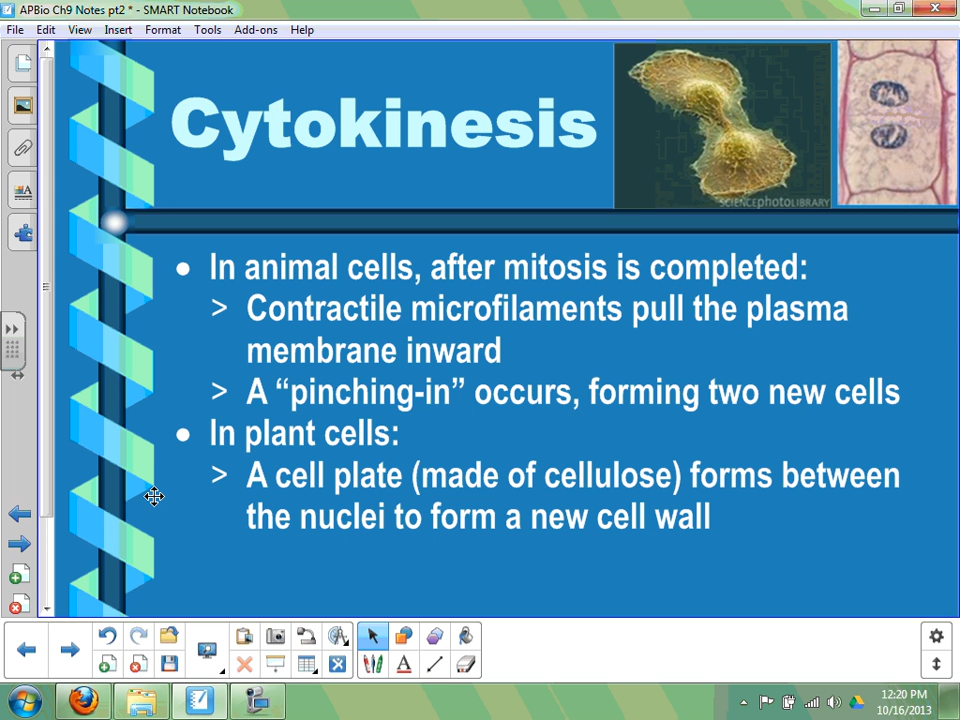 APBio Ch9 Notes pt2 * - SMART Notebook
File Edit View Insert Format Tools Add-ons Help
Cytokinesis
SCIENCEphotoLIBRARY
• In animal cells, after mitosis is completed:
> Contractile microfilaments pull the plasma
membrane inward
> A “pinching-in” occurs, forming two new cells
• In plant cells:
> A cell plate (made of cellulose) forms between
the nuclei to form a new cell wall
12:20 PM
10/16/2013